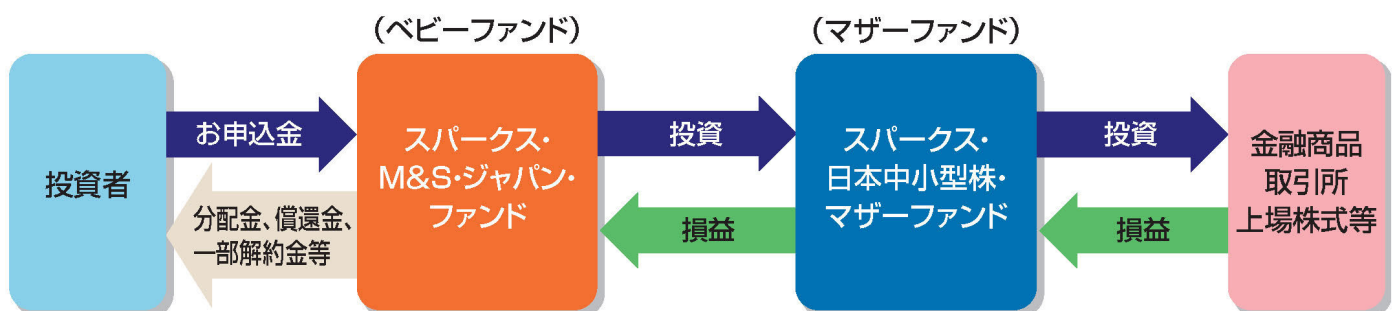 (ベビーファンド)
(マザーファンド)
投資者
お申込金
分配金、償還金、
一部解約金等
スパークス・
M&S・ジャパン・
ファンド
投資
損益
スパークス・
日本中小型株・
マザーファンド
投資
損益
金融商品
取引所
上場株式等